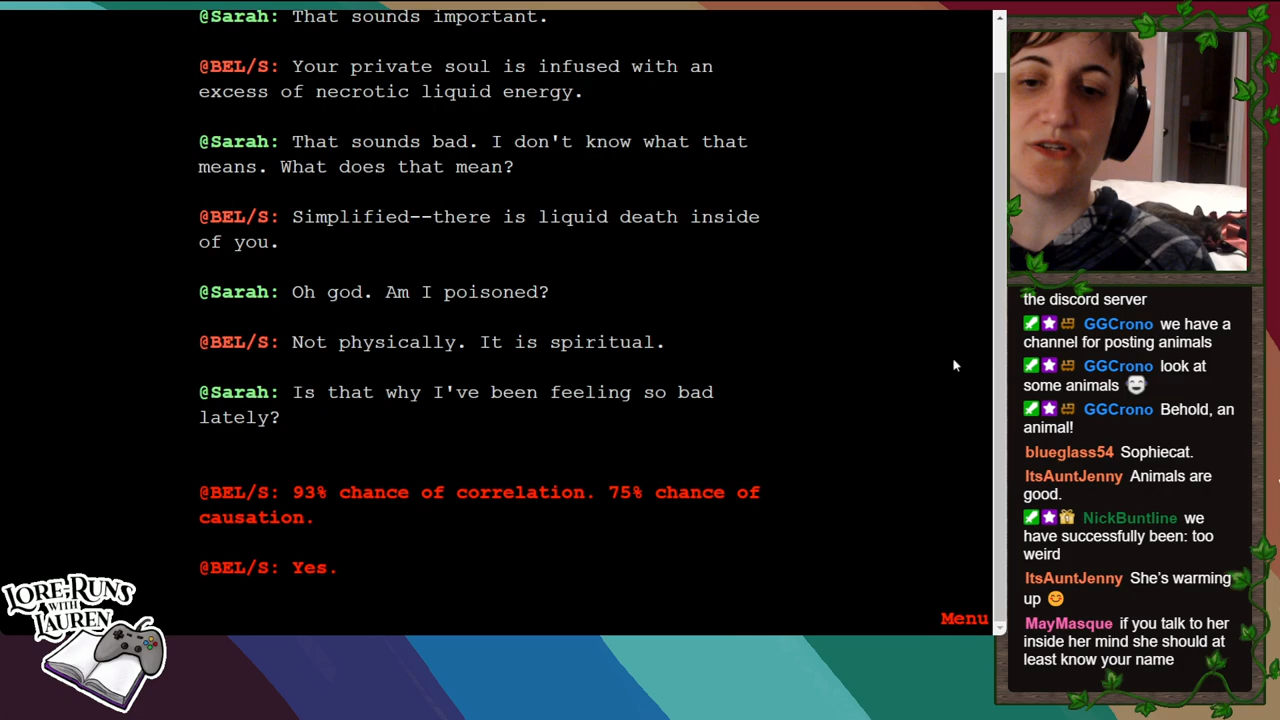 @Sarah: That sounds important.
@BEL/S: Your private soul is infused with an
excess of necrotic liquid energy.
@Sarah: That sounds bad. I don't know what that
means. What does that mean?
@BEL/S: Simplified--there is liquid death inside
of you.
@Sarah: Oh god. Am I poisoned?
@BEL/S: Not physically. It is spiritual.
@Sarah: Is that why I've been feeling so bad
lately?
@BEL/S: 93% chance of correlation. 75% chance of
causation.
@BEL/S: Yes.
Menu
LORE-RUNS
WITH
LAUREN
the discord server
GGCrono we have a
channel for posting animals
GGCrono look at
some animals
GGCrono Behold, an
animal!
blueglass54 Sophiecat.
ItsAuntJenny Animals are
good.
NickBuntline we
have successfully been: too
weird
ItsAuntJenny She’s warming
up
MayMasque if you talk to her
inside her mind she should at
least know your name